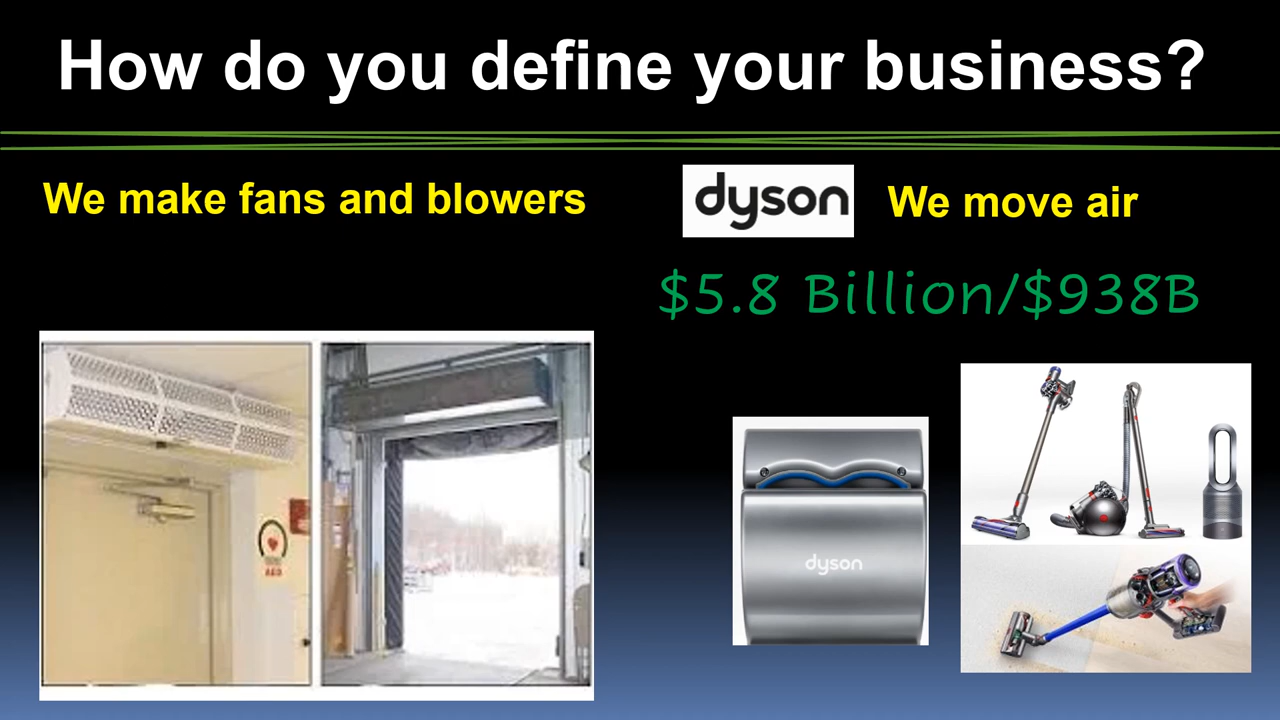 How do you define your business?
We make fans and blowers
dyson
We move air
$5.8 Billion/$938B
AED
dyson